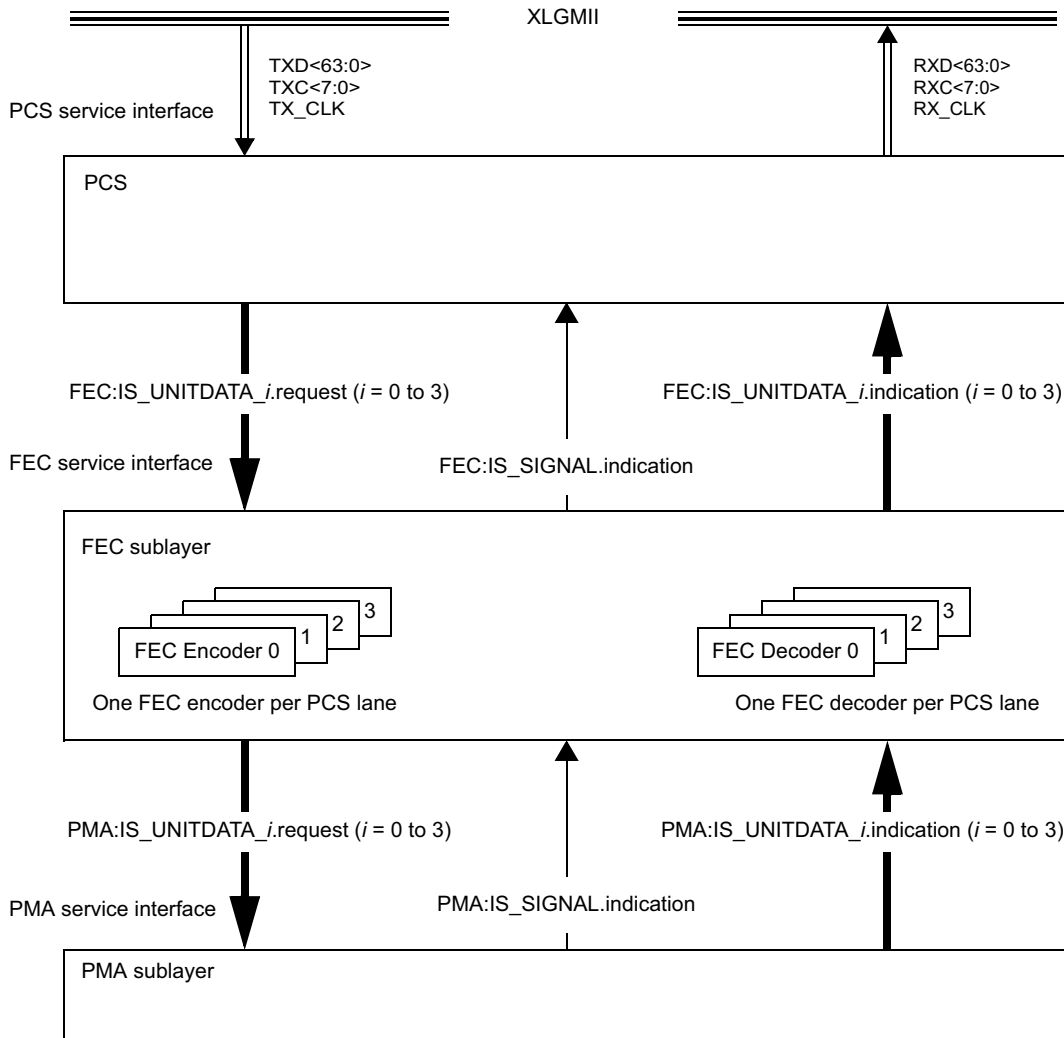 XLGMII
TXD<63:0>
TXC<7:0>
TX_CLK
RXD<63:0>
RXC<7:0>
RX_CLK
PCS service interface
PCS
FEC:IS_UNITDATA_i.request (i = 0 to 3)
FEC:IS_UNITDATA_i.indication (i = 0 to 3)
FEC service interface
FEC:IS_SIGNAL.indication
FEC sublayer
FEC Encoder 0
1
2
3
FEC Decoder 0
1
2
3
One FEC encoder per PCS lane
One FEC decoder per PCS lane
PMA:IS_UNITDATA_i.request (i = 0 to 3)
PMA:IS_UNITDATA_i.indication (i = 0 to 3)
PMA service interface
PMA:IS_SIGNAL.indication
PMA sublayer